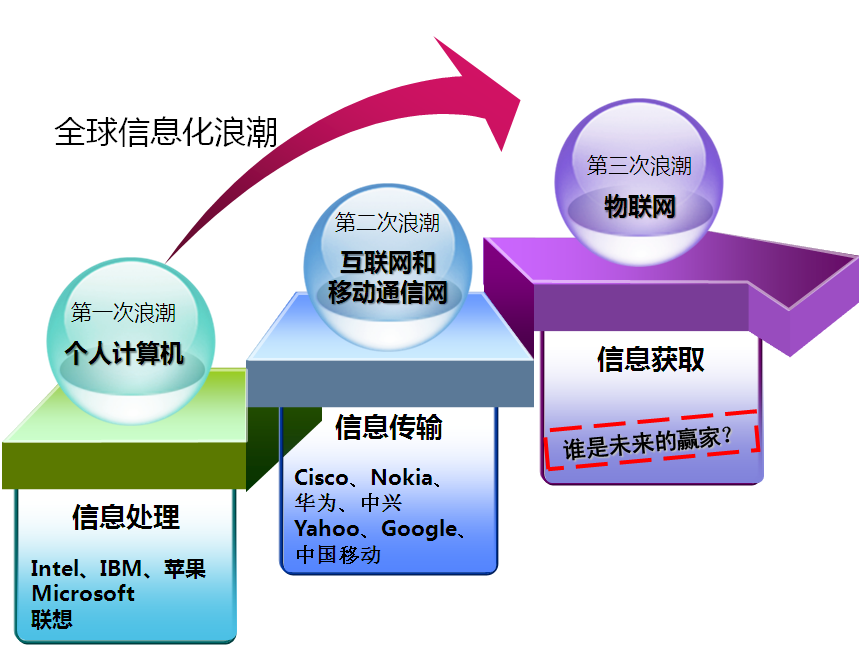 全球信息化浪潮
第一次浪潮
个人计算机
信息处理
Intel、IBM、苹果
Microsoft
联想
第二次浪潮
互联网和
移动通信网
信息传输
Cisco、Nokia、
华为、中兴
Yahoo、Google、
中国移动
第三次浪潮
物联网
信息获取
谁是未来的赢家？